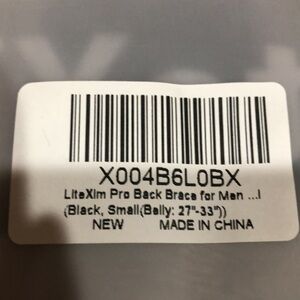 X004B6L0BX
LiteXim Pro Back Brace for Men ...l
(Black, Small(Belly: 27"-33"))
NEW MADE IN CHINA